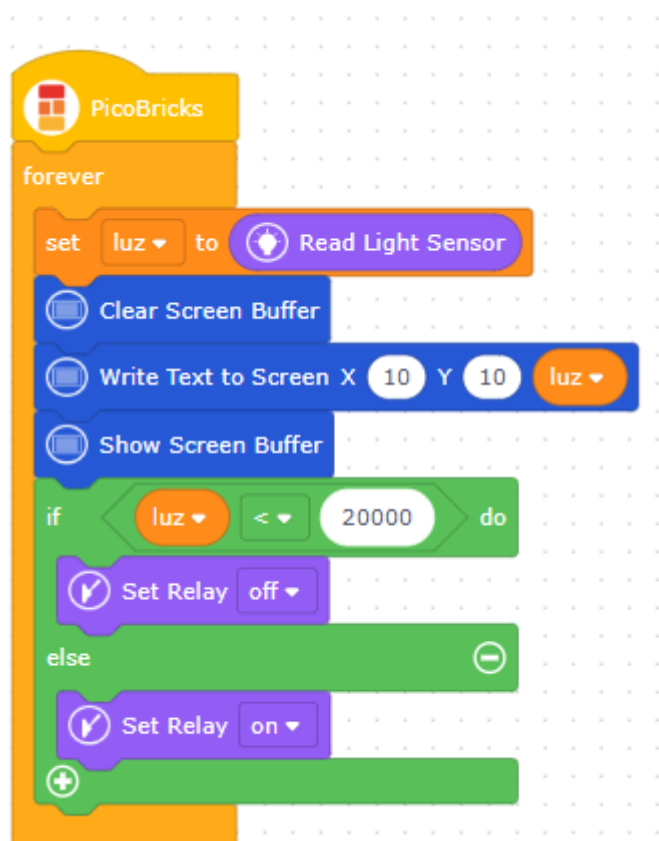 PicoBricks
forever
set luz to Read Light Sensor
Clear Screen Buffer
Write Text to Screen X 10 Y 10 luz
Show Screen Buffer
if luz < 20000 do
Set Relay off
else
Set Relay on